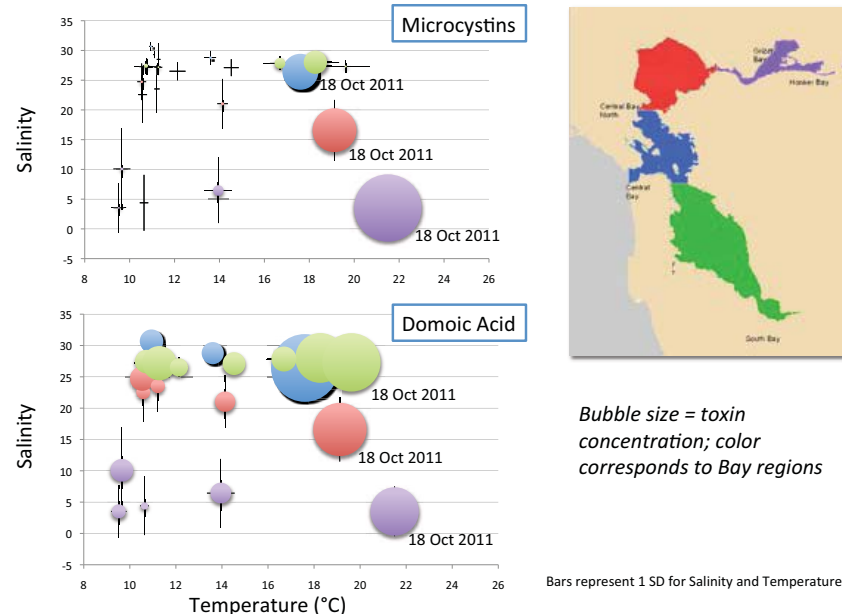 Microcystins
35
30
25
20
15
10
5
0
-5
Salinity
18 Oct 2011
18 Oct 2011
18 Oct 2011
8 10 12 14 16 18 20 22 24 26
Domoic Acid
35
30
25
20
15
10
5
0
-5
Salinity
18 Oct 2011
18 Oct 2011
18 Oct 2011
8 10 12 14 16 18 20 22 24 26
Temperature (°C)
Grizzly
Bay
Honker Bay
Central Bay
North
Central
Bay
South Bay
Bubble size = toxin
concentration; color
corresponds to Bay regions
Bars represent 1 SD for Salinity and Temperature